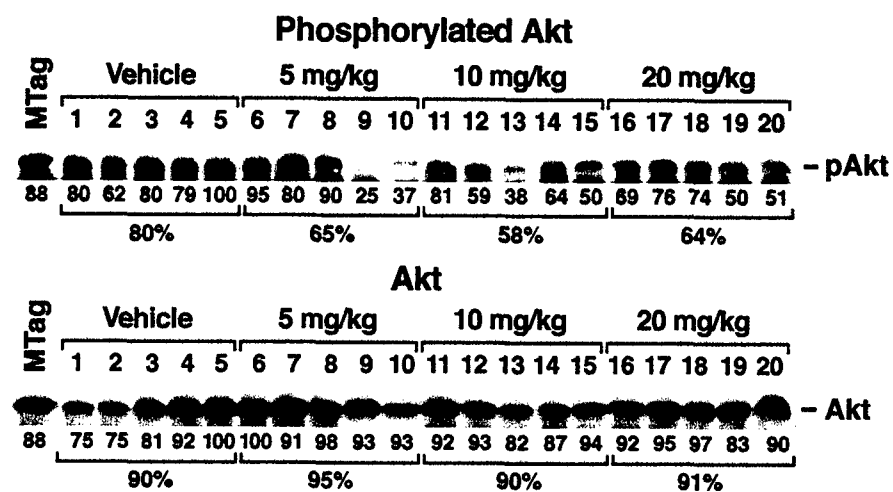 Phosphorylated Akt
MTag
Vehicle 5 mg/kg 10 mg/kg 20 mg/kg
1 2 3 4 5 6 7 8 9 10 11 12 13 14 15 16 17 18 19 20
– pAkt
88 80 62 80 79 100 95 80 90 25 37 81 59 38 64 50 69 76 74 50 51
80% 65% 58% 64%
Akt
MTag
Vehicle 5 mg/kg 10 mg/kg 20 mg/kg
1 2 3 4 5 6 7 8 9 10 11 12 13 14 15 16 17 18 19 20
– Akt
88 75 75 81 92 100 100 91 98 93 93 92 93 82 87 94 92 95 97 83 90
90% 95% 90% 91%